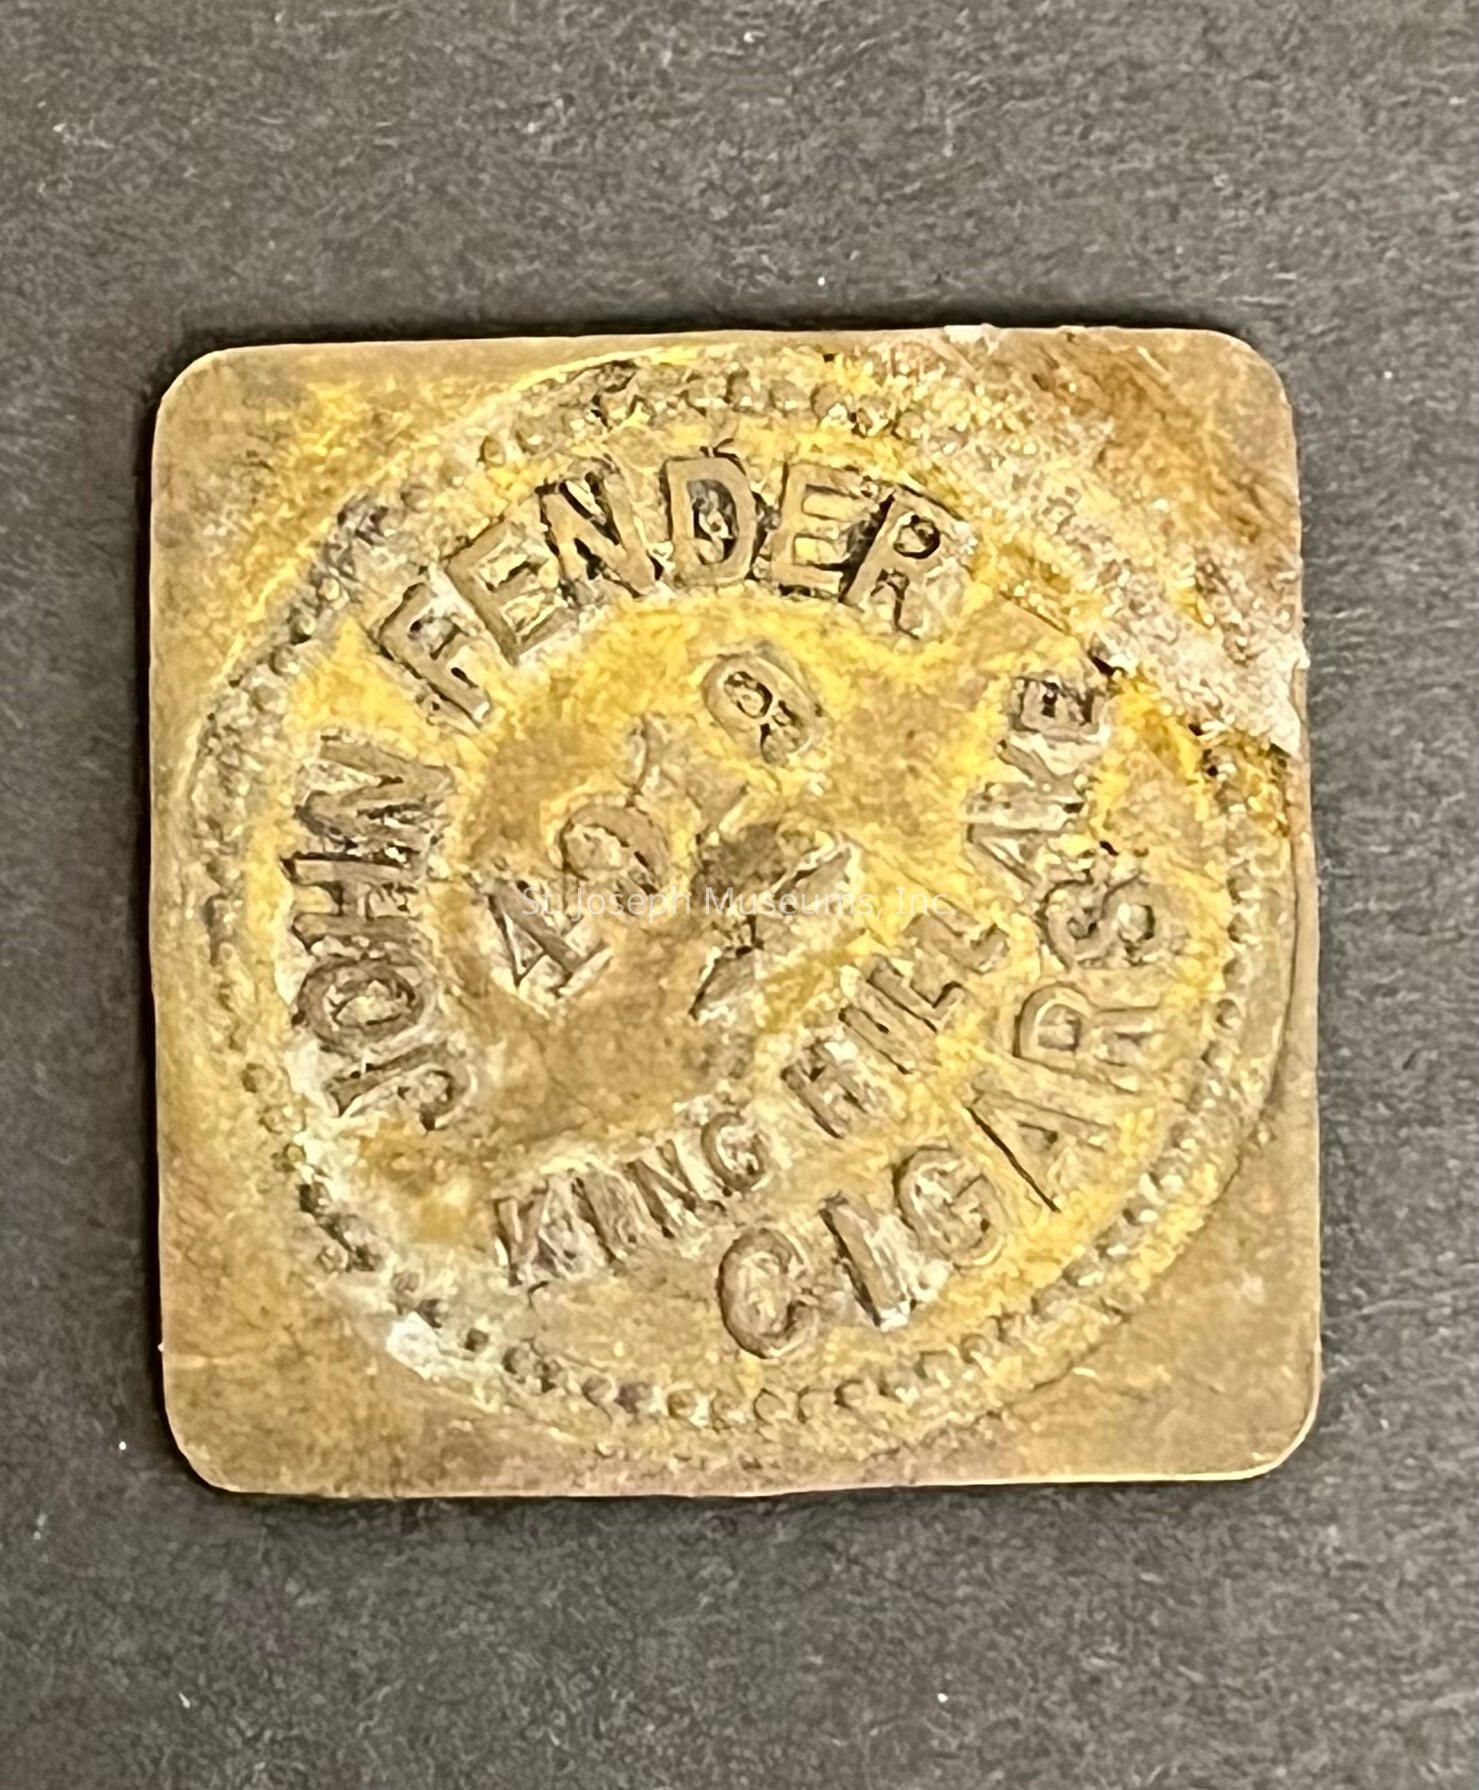 JOHN FENDER
KING HILL AVE.
CIGARS
St. Joseph Museums, Inc.